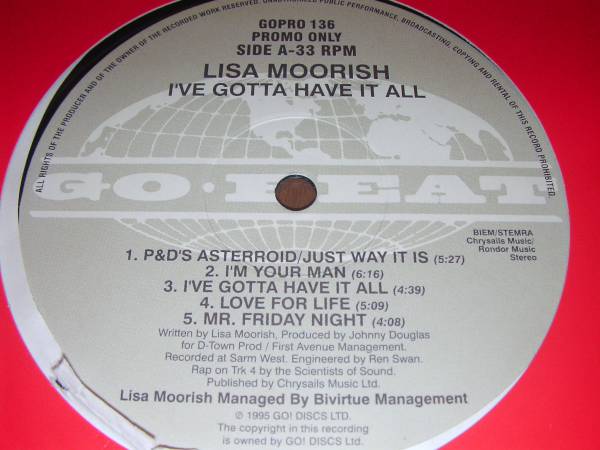 ALL RIGHTS OF THE PRODUCER AND OF THE OWNER OF THE RECORDED WORK RESERVED. UNAUTHORISED PUBLIC PERFORMANCE, BROADCASTING, COPYING AND RENTAL OF THIS RECORD PROHIBITED.
GOPRO 136
PROMO ONLY
SIDE A-33 RPM
LISA MOORISH
I'VE GOTTA HAVE IT ALL
GO·BEAT
BIEM/STEMRA
Chrysalis Music/
Rondor Music
Stereo
1. P&D'S ASTERROID/JUST WAY IT IS (5:27)
2. I'M YOUR MAN (6:16)
3. I'VE GOTTA HAVE IT ALL (4:39)
4. LOVE FOR LIFE (5:09)
5. MR. FRIDAY NIGHT (4:08)
Written by Lisa Moorish, Produced by Johnny Douglas
for D-Town Prod / First Avenue Management.
Recorded at Sarm West. Engineered by Ren Swan.
Rap on Trk 4 by the Scientists of Sound.
Published by Chrysails Music Ltd.
Lisa Moorish Managed By Bivirtue Management
℗ 1995 GO! DISCS LTD.
The copyright in this recording
is owned by GO! DISCS Ltd.